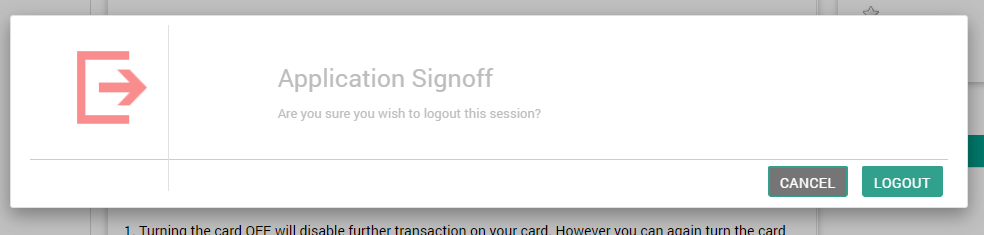 Application Signoff
Are you sure you wish to logout this session?
CANCEL LOGOUT
1. Turning the card OFF will disable further transaction on your card. However you can again turn the card